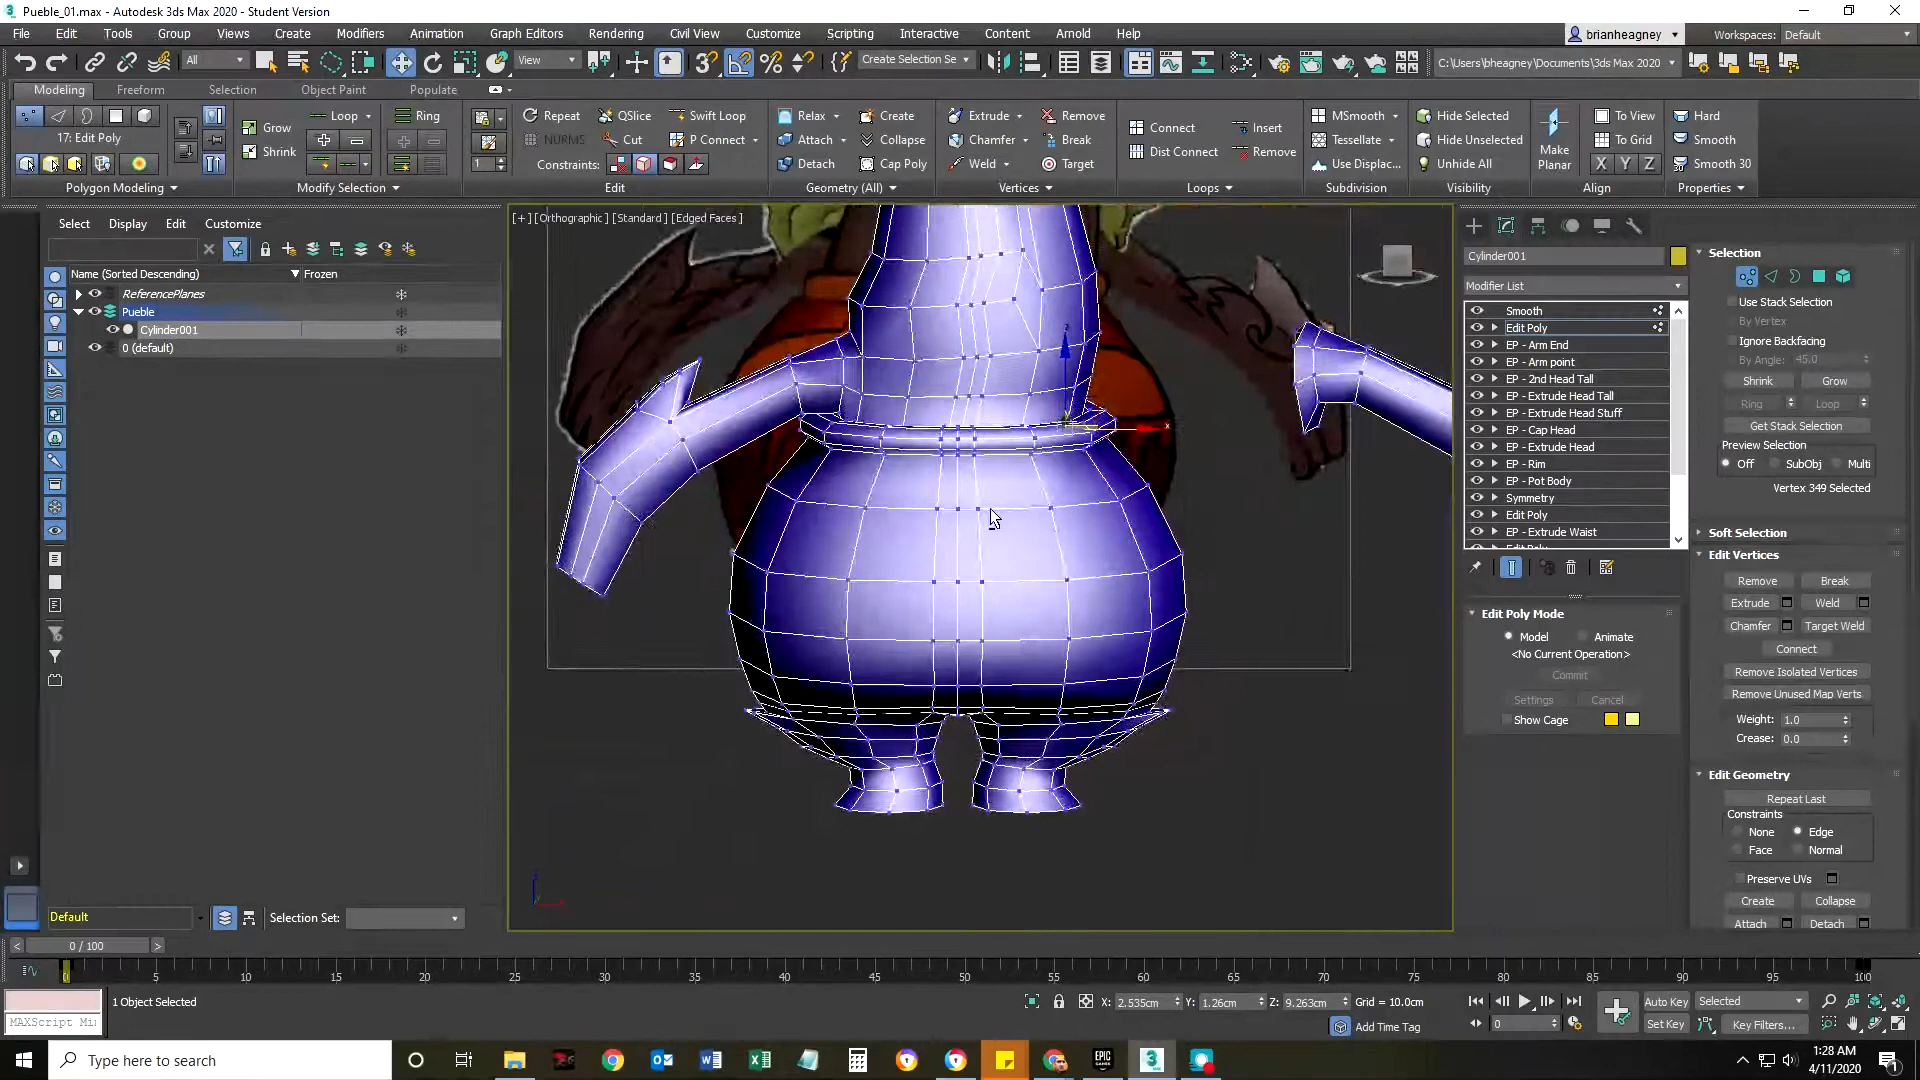 Pueble_01.max - Autodesk 3ds Max 2020 - Student Version
File Edit Tools Group Views Create Modifiers Animation Graph Editors Rendering Civil View Customize Scripting Interactive Content Arnold Help
brianheagney
Workspaces: Default
All
View
Create Selection Se
C:\Users\bheagney\Documents\3ds Max 2020
Modeling Freeform Selection Object Paint Populate
17: Edit Poly
Polygon Modeling
Grow
Shrink
Loop
Ring
Modify Selection
1
Repeat QSlice Swift Loop
NURMS Cut P Connect
Constraints:
Edit
Relax Create
Attach Collapse
Detach Cap Poly
Geometry (All)
Extrude Remove
Chamfer Break
Weld Target
Vertices
Connect Insert
Dist Connect Remove
Loops
MSmooth
Tessellate
Use Displac...
Subdivision
Hide Selected
Hide Unselected
Unhide All
Visibility
Make Planar
To View
To Grid
X Y Z
Align
Hard
Smooth
Smooth 30
Properties
Select Display Edit Customize
Name (Sorted Descending) Frozen
ReferencePlanes
Pueble
Cylinder001
0 (default)
Default
Selection Set:
[+] [Orthographic] [Standard] [Edged Faces]
x
Cylinder001
Modifier List
Smooth
Edit Poly
EP - Arm End
EP - Arm point
EP - 2nd Head Tall
EP - Extrude Head Tall
EP - Extrude Head Stuff
EP - Cap Head
EP - Extrude Head
EP - Rim
EP - Pot Body
Symmetry
Edit Poly
EP - Extrude Waist
Edit Poly Mode
Model Animate
<No Current Operation>
Commit
Settings Cancel
Show Cage
Selection
Use Stack Selection
By Vertex
Ignore Backfacing
By Angle: 45.0
Shrink Grow
Ring Loop
Get Stack Selection
Preview Selection
Off SubObj Multi
Vertex 349 Selected
Soft Selection
Edit Vertices
Remove Break
Extrude Weld
Chamfer Target Weld
Connect
Remove Isolated Vertices
Remove Unused Map Verts
Weight: 1.0
Crease: 0.0
Edit Geometry
Repeat Last
Constraints
None Edge
Face Normal
Preserve UVs
Create Collapse
Attach Detach
0 / 100
0 5 10 15 20 25 30 35 40 45 50 55 60 65 70 75 80 85 90 95 100
1 Object Selected
MAXScript Mi
X: 2.535cm Y: 1.26cm Z: 9.263cm Grid = 10.0cm
Add Time Tag
0
Auto Key Selected
Set Key Key Filters...
Type here to search
EPIC
3
1:28 AM
4/11/2020
1